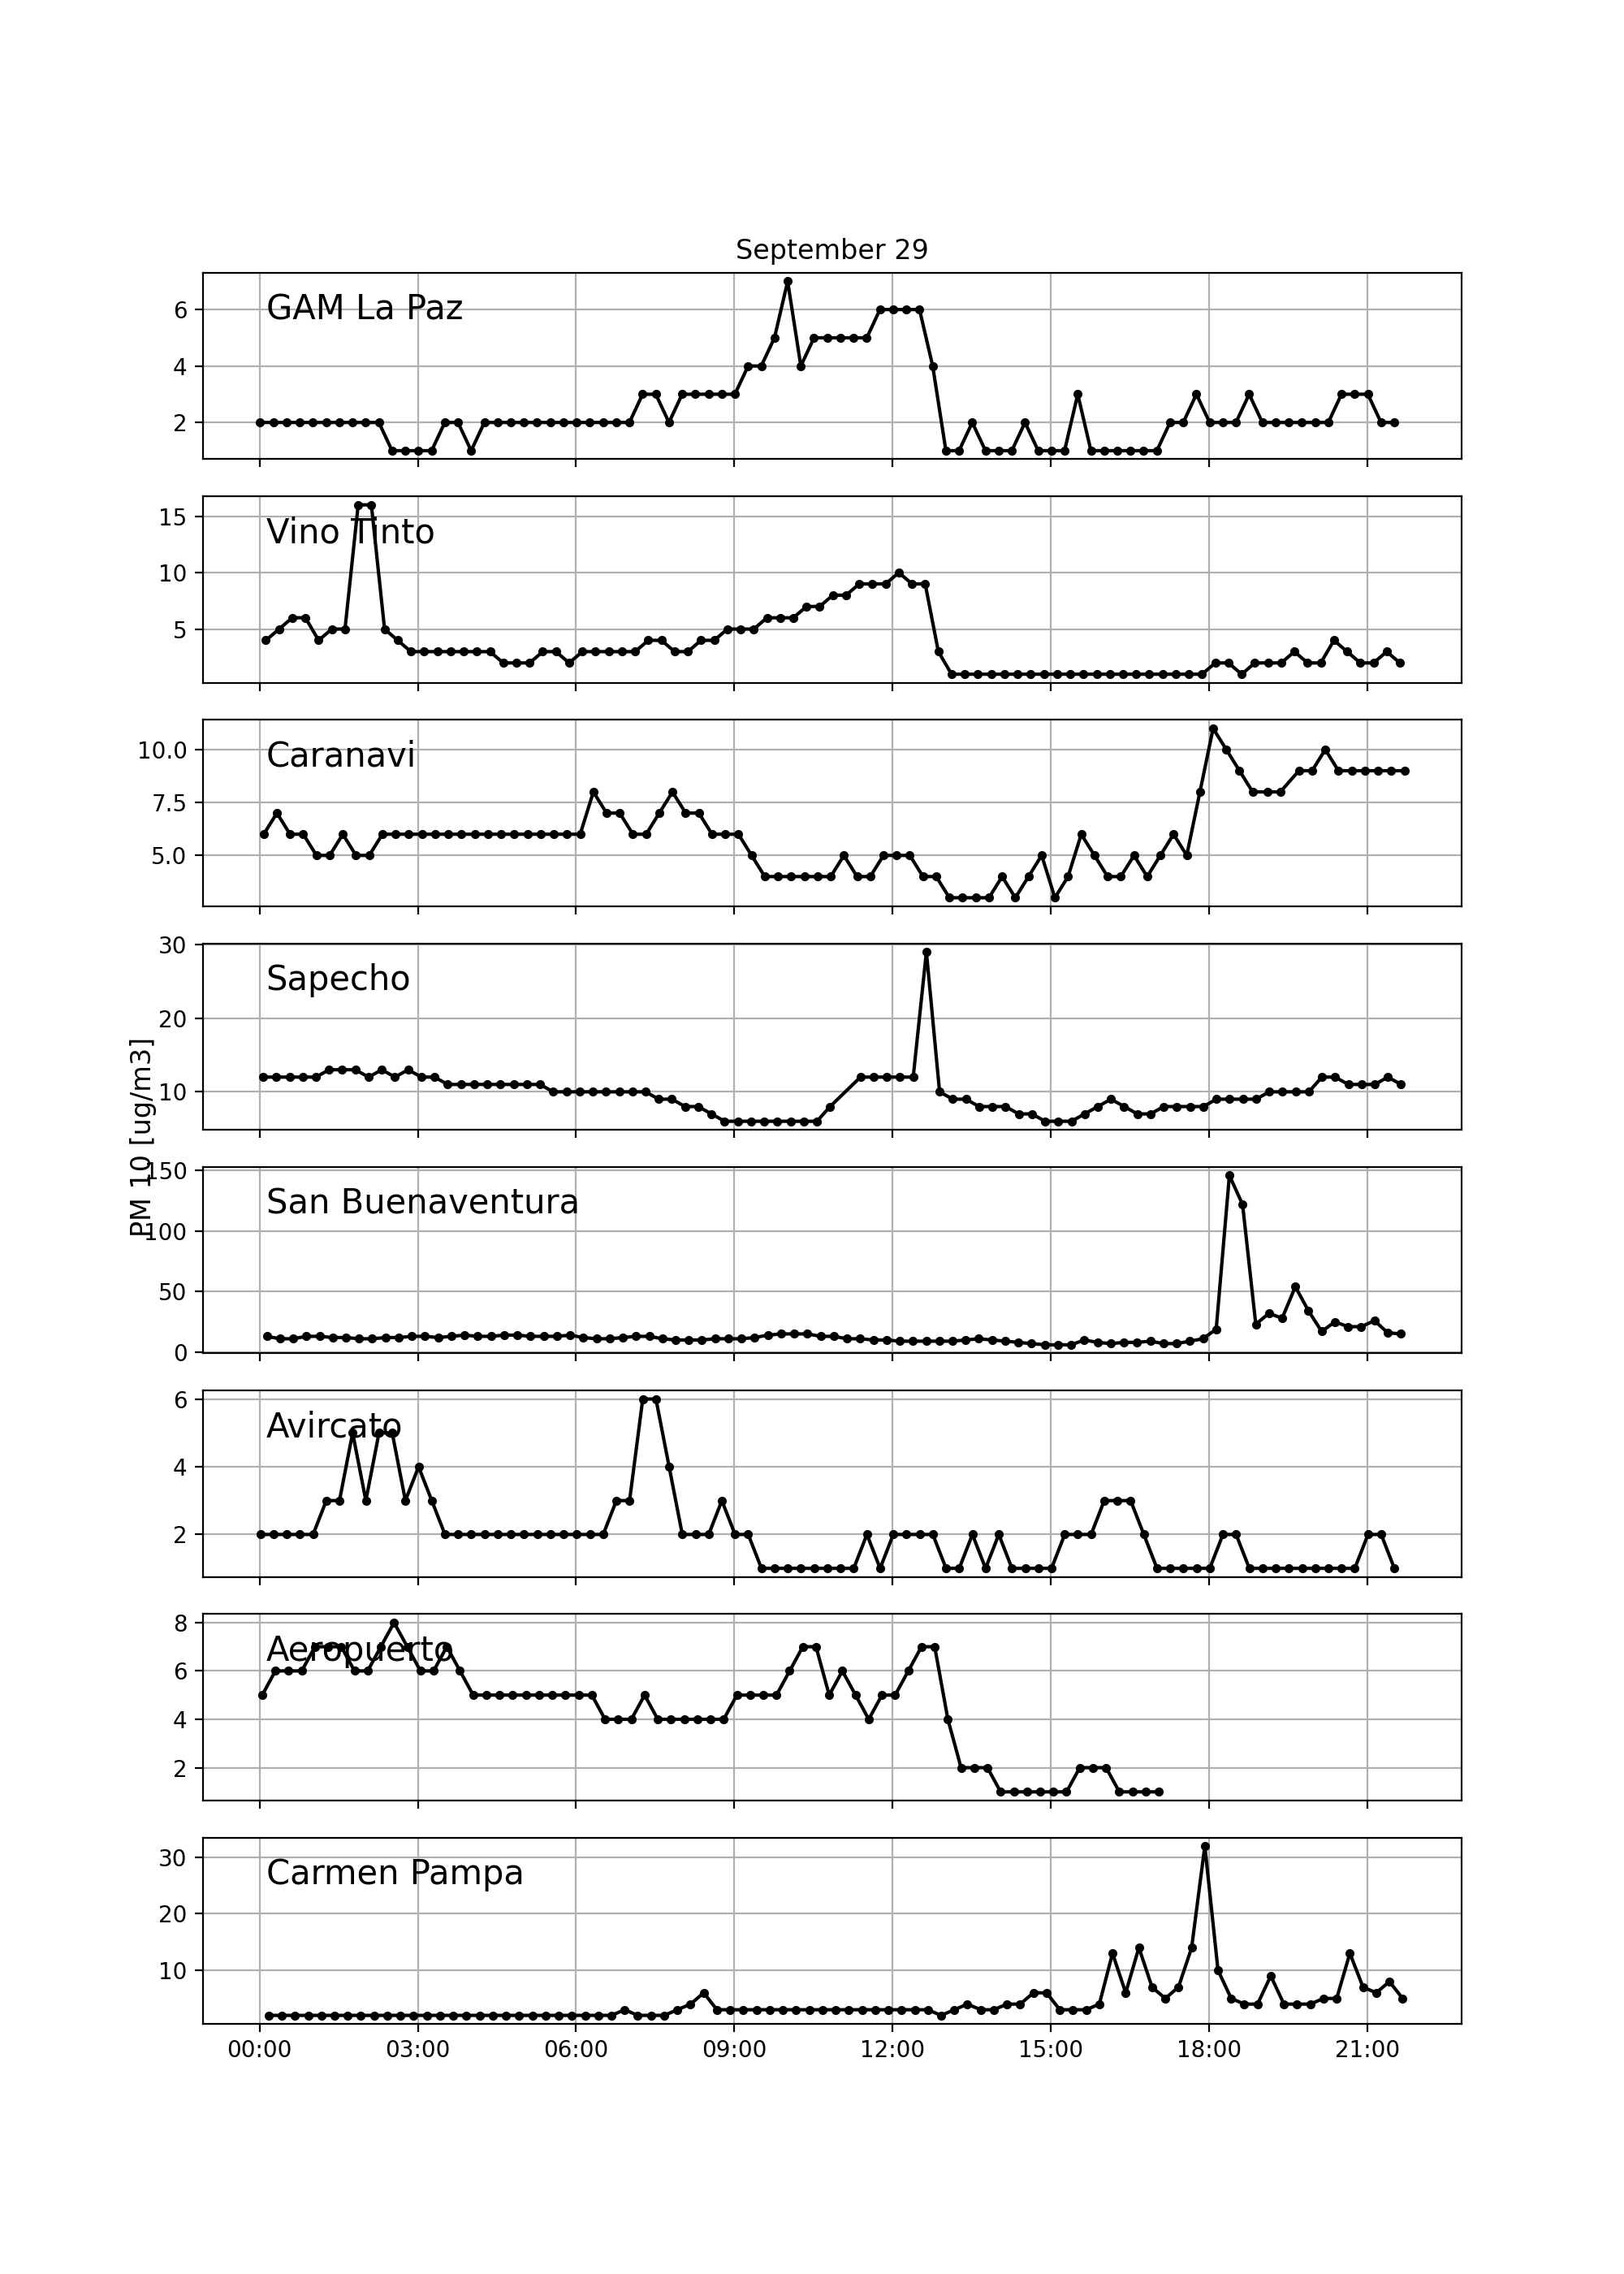 September 29
GAM La Paz
6
4
2
Vino Tinto
15
10
5
Caranavi
10.0
7.5
5.0
Sapecho
30
20
10
PM 10 [ug/m3]
San Buenaventura
150
100
50
0
Avircato
6
4
2
Aeropuerto
8
6
4
2
Carmen Pampa
30
20
10
00:00 03:00 06:00 09:00 12:00 15:00 18:00 21:00